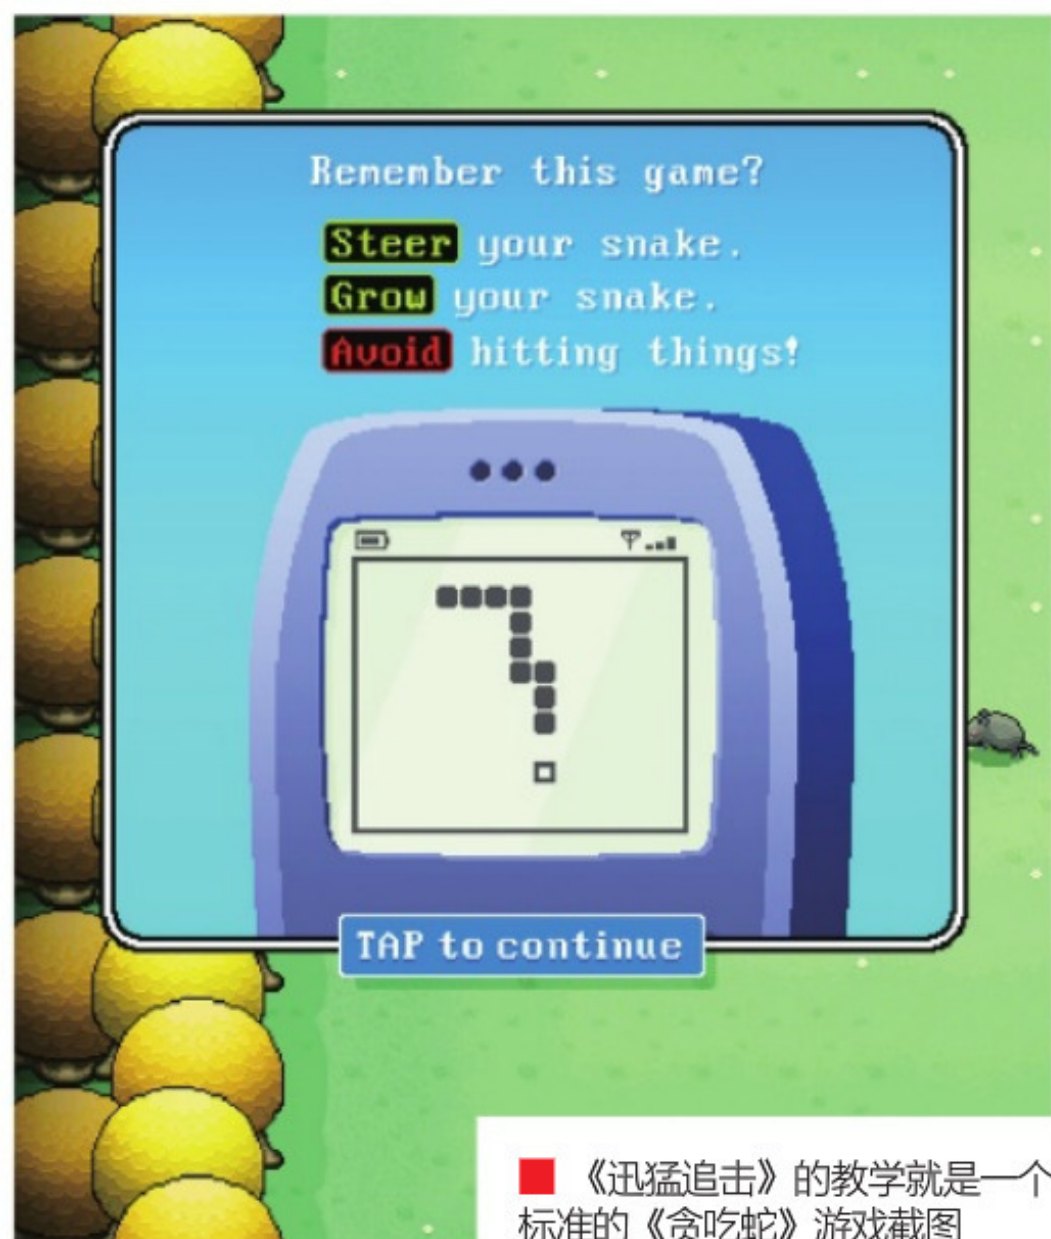 Remember this game?
Steer your snake.
Grow your snake.
Avoid hitting things!
TAP to continue
《迅猛追击》的教学就是一个
标准的《贪吃蛇》游戏截图